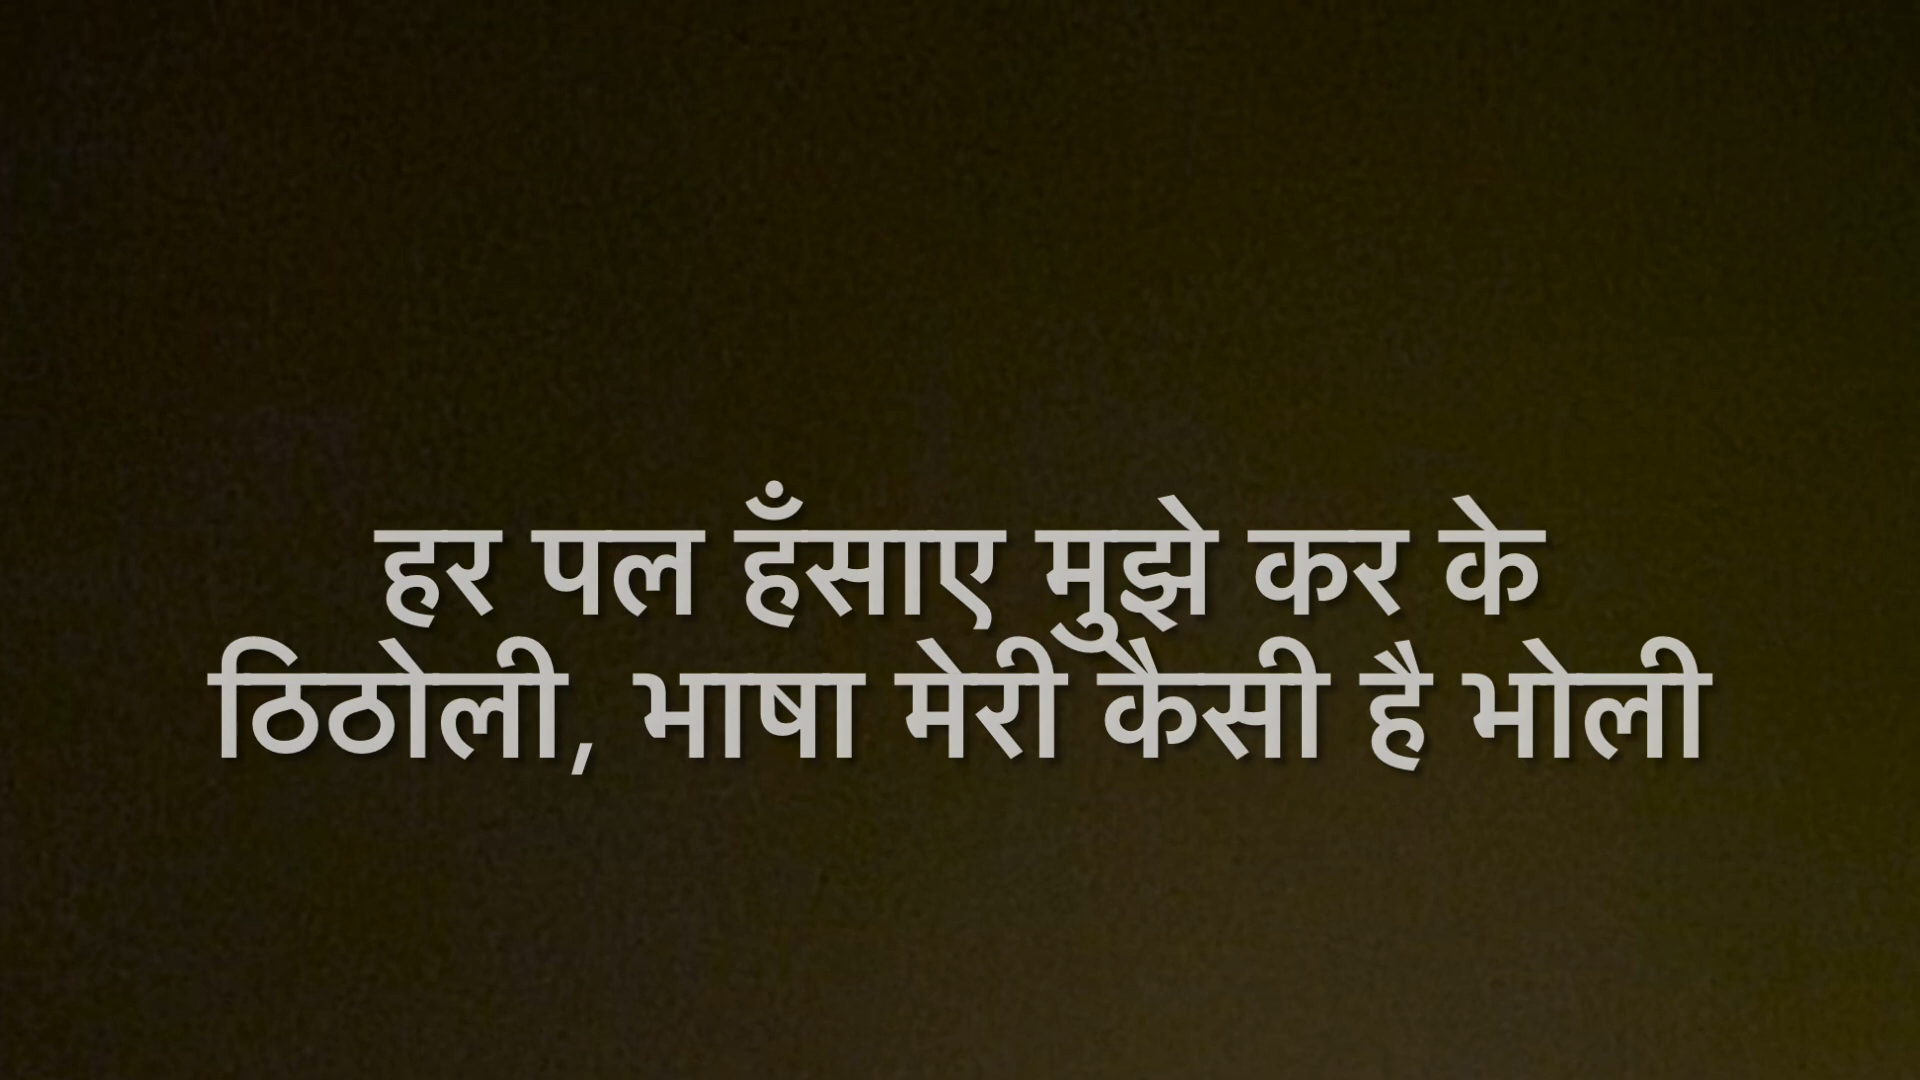 हर पल हँसाए मुझे कर के
ठिठोली, भाषा मेरी कैसी है भोली